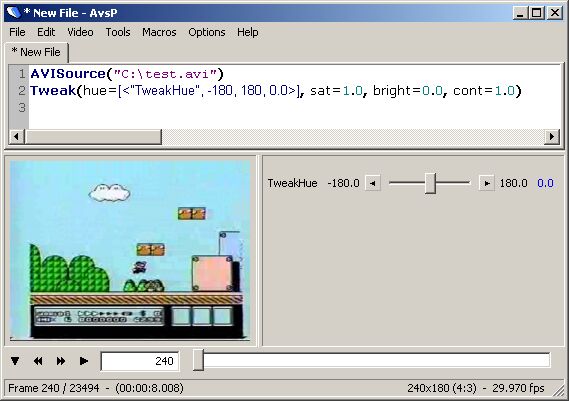 * New File - AvsP
File Edit Video Tools Macros Options Help
* New File
1 AVISource("C:\test.avi")
2 Tweak(hue=[<"TweakHue", -180, 180, 0.0>], sat=1.0, bright=0.0, cont=1.0)
3
TweakHue -180.0 180.0 0.0
240
Frame 240 / 23494 - (00:00:8.008) 240x180 (4:3) - 29.970 fps